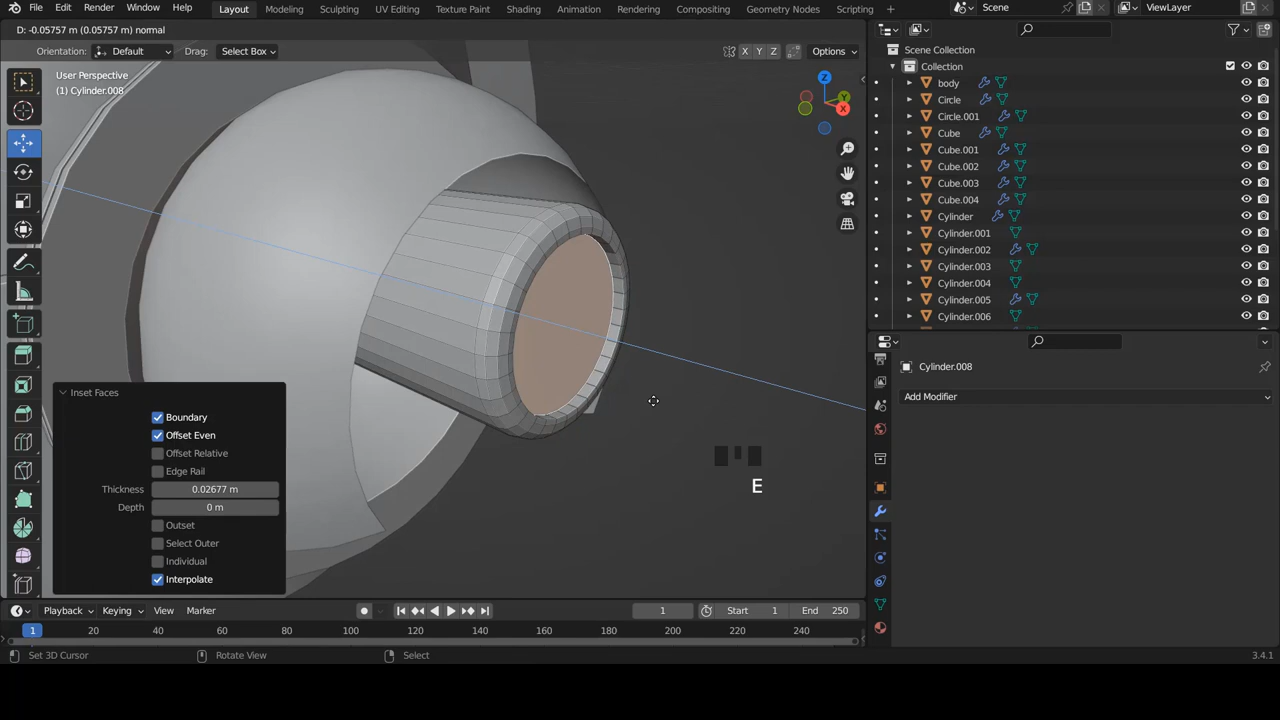 File Edit Render Window Help Layout Modeling Sculpting UV Editing Texture Paint Shading Animation Rendering Compositing Geometry Nodes Scripting + Scene ViewLayer
D: -0.05757 m (0.05757 m) normal
Orientation: Default Drag: Select Box X Y Z Options
User Perspective
(1) Cylinder.008
Z
Y
X
Scene Collection
Collection
body
Circle
Circle.001
Cube
Cube.001
Cube.002
Cube.003
Cube.004
Cylinder
Cylinder.001
Cylinder.002
Cylinder.003
Cylinder.004
Cylinder.005
Cylinder.006
Cylinder.008
Add Modifier
Inset Faces
Boundary
Offset Even
Offset Relative
Edge Rail
Thickness 0.02677 m
Depth 0 m
Outset
Select Outer
Individual
Interpolate
E
Playback Keying View Marker 1 Start 1 End 250
1 20 40 60 80 100 120 140 160 180 200 220 240
Set 3D Cursor Rotate View Select 3.4.1